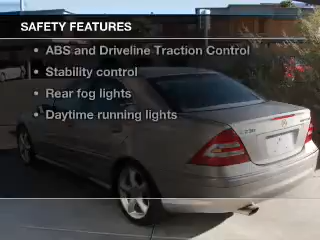 SAFETY FEATURES
• ABS and Driveline Traction Control
• Stability control
• Rear fog lights
• Daytime running lights